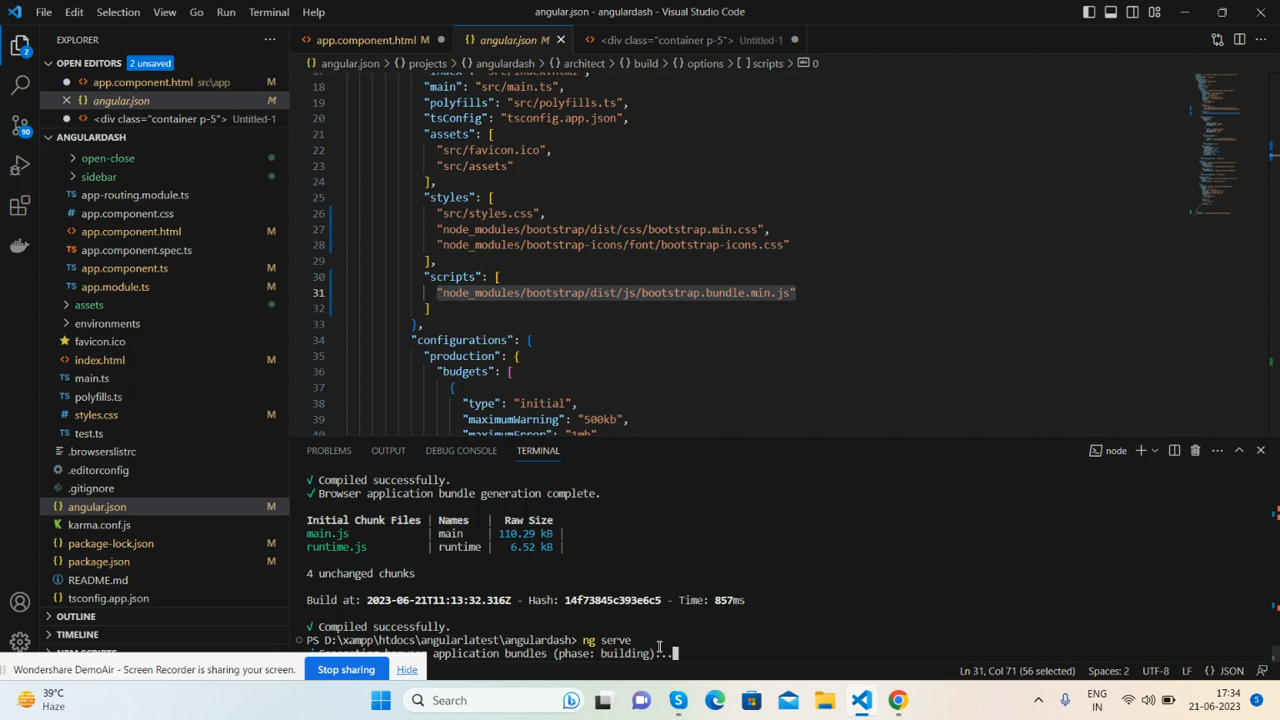 File Edit Selection View Go Run Terminal Help
angular.json - angulardash - Visual Studio Code
EXPLORER
OPEN EDITORS 2 unsaved
app.component.html src\app M
angular.json M
<div class="container p-5"> Untitled-1
ANGULARDASH
open-close
sidebar
app-routing.module.ts
app.component.css
app.component.html M
app.component.spec.ts
app.component.ts M
app.module.ts M
assets
environments
favicon.ico
index.html M
main.ts
polyfills.ts
styles.css M
test.ts
.browserslistrc
.editorconfig
.gitignore
angular.json M
karma.conf.js
package-lock.json M
package.json M
README.md
tsconfig.app.json
OUTLINE
TIMELINE
2
90
app.component.html M
angular.json M
<div class="container p-5"> Untitled-1
angular.json > projects > angulardash > architect > build > options > scripts > 0
17 "index": "src/index.html",
18 "main": "src/main.ts",
19 "polyfills": "src/polyfills.ts",
20 "tsConfig": "tsconfig.app.json",
21 "assets": [
22 "src/favicon.ico",
23 "src/assets"
24 ],
25 "styles": [
26 "src/styles.css",
27 "node_modules/bootstrap/dist/css/bootstrap.min.css",
28 "node_modules/bootstrap-icons/font/bootstrap-icons.css"
29 ],
30 "scripts": [
31 "node_modules/bootstrap/dist/js/bootstrap.bundle.min.js"
32 ]
33 },
34 "configurations": {
35 "production": {
36 "budgets": [
37 {
38 "type": "initial",
39 "maximumWarning": "500kb",
40 "maximumError": "1mb"
PROBLEMS OUTPUT DEBUG CONSOLE TERMINAL
node
√ Compiled successfully.
√ Browser application bundle generation complete.
Initial Chunk Files | Names | Raw Size
main.js | main | 110.29 kB |
runtime.js | runtime | 6.52 kB |
4 unchanged chunks
Build at: 2023-06-21T11:13:32.316Z - Hash: 14f73845c393e6c5 - Time: 857ms
√ Compiled successfully.
PS D:\xampp\htdocs\angularlatest\angulardash> ng serve
Generating browser application bundles (phase: building)...
Wondershare DemoAir - Screen Recorder is sharing your screen.
Stop sharing
Hide
Ln 31, Col 71 Spaces: 2 UTF-8 LF {} JSON
39°C
Haze
Search
ENG
IN
17:34
21-06-2023
5